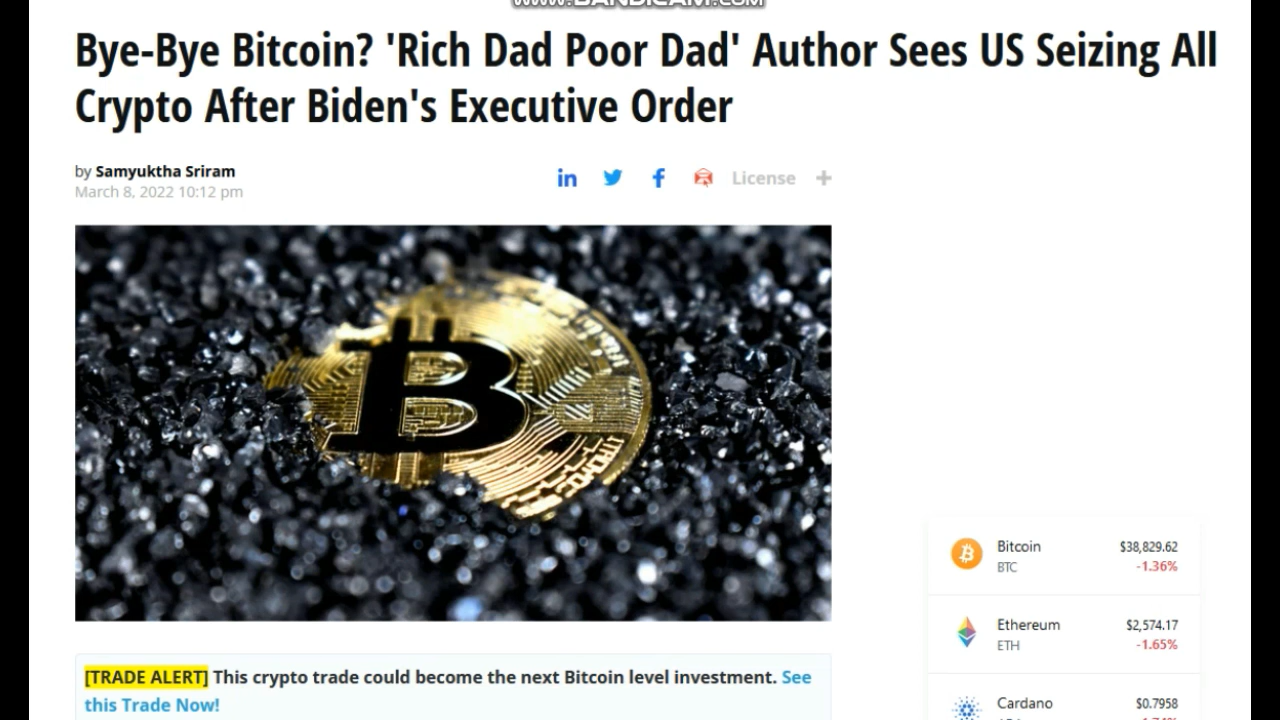 www.BANDICAM.com
Bye-Bye Bitcoin? 'Rich Dad Poor Dad' Author Sees US Seizing All
Crypto After Biden's Executive Order
by Samyuktha Sriram
March 8, 2022 10:12 pm
License +
[TRADE ALERT] This crypto trade could become the next Bitcoin level investment. See
this Trade Now!
Bitcoin $38,829.62
BTC -1.36%
Ethereum $2,574.17
ETH -1.65%
Cardano $0.7958